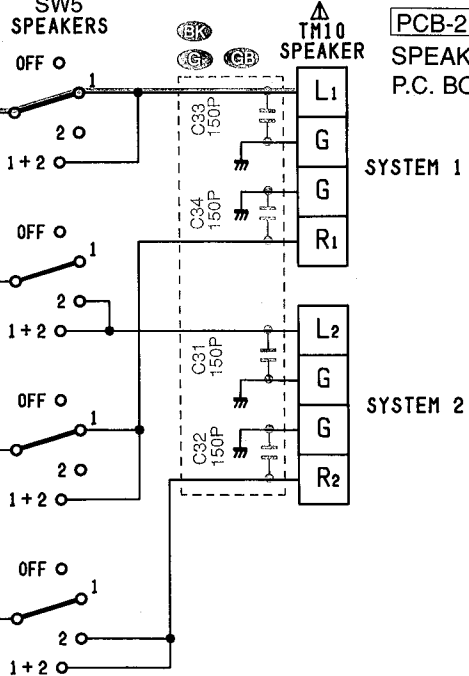 SW5
SPEAKERS
BK
G GB
TM10
SPEAKER
PCB-2
SPEAK
P.C. BO
OFF
1
2
1+2
C33
150P
C34
150P
L1
G
G
R1
SYSTEM 1
OFF
1
2
1+2
C31
150P
C32
150P
L2
G
G
R2
SYSTEM 2
OFF
1
2
1+2
OFF
1
2
1+2